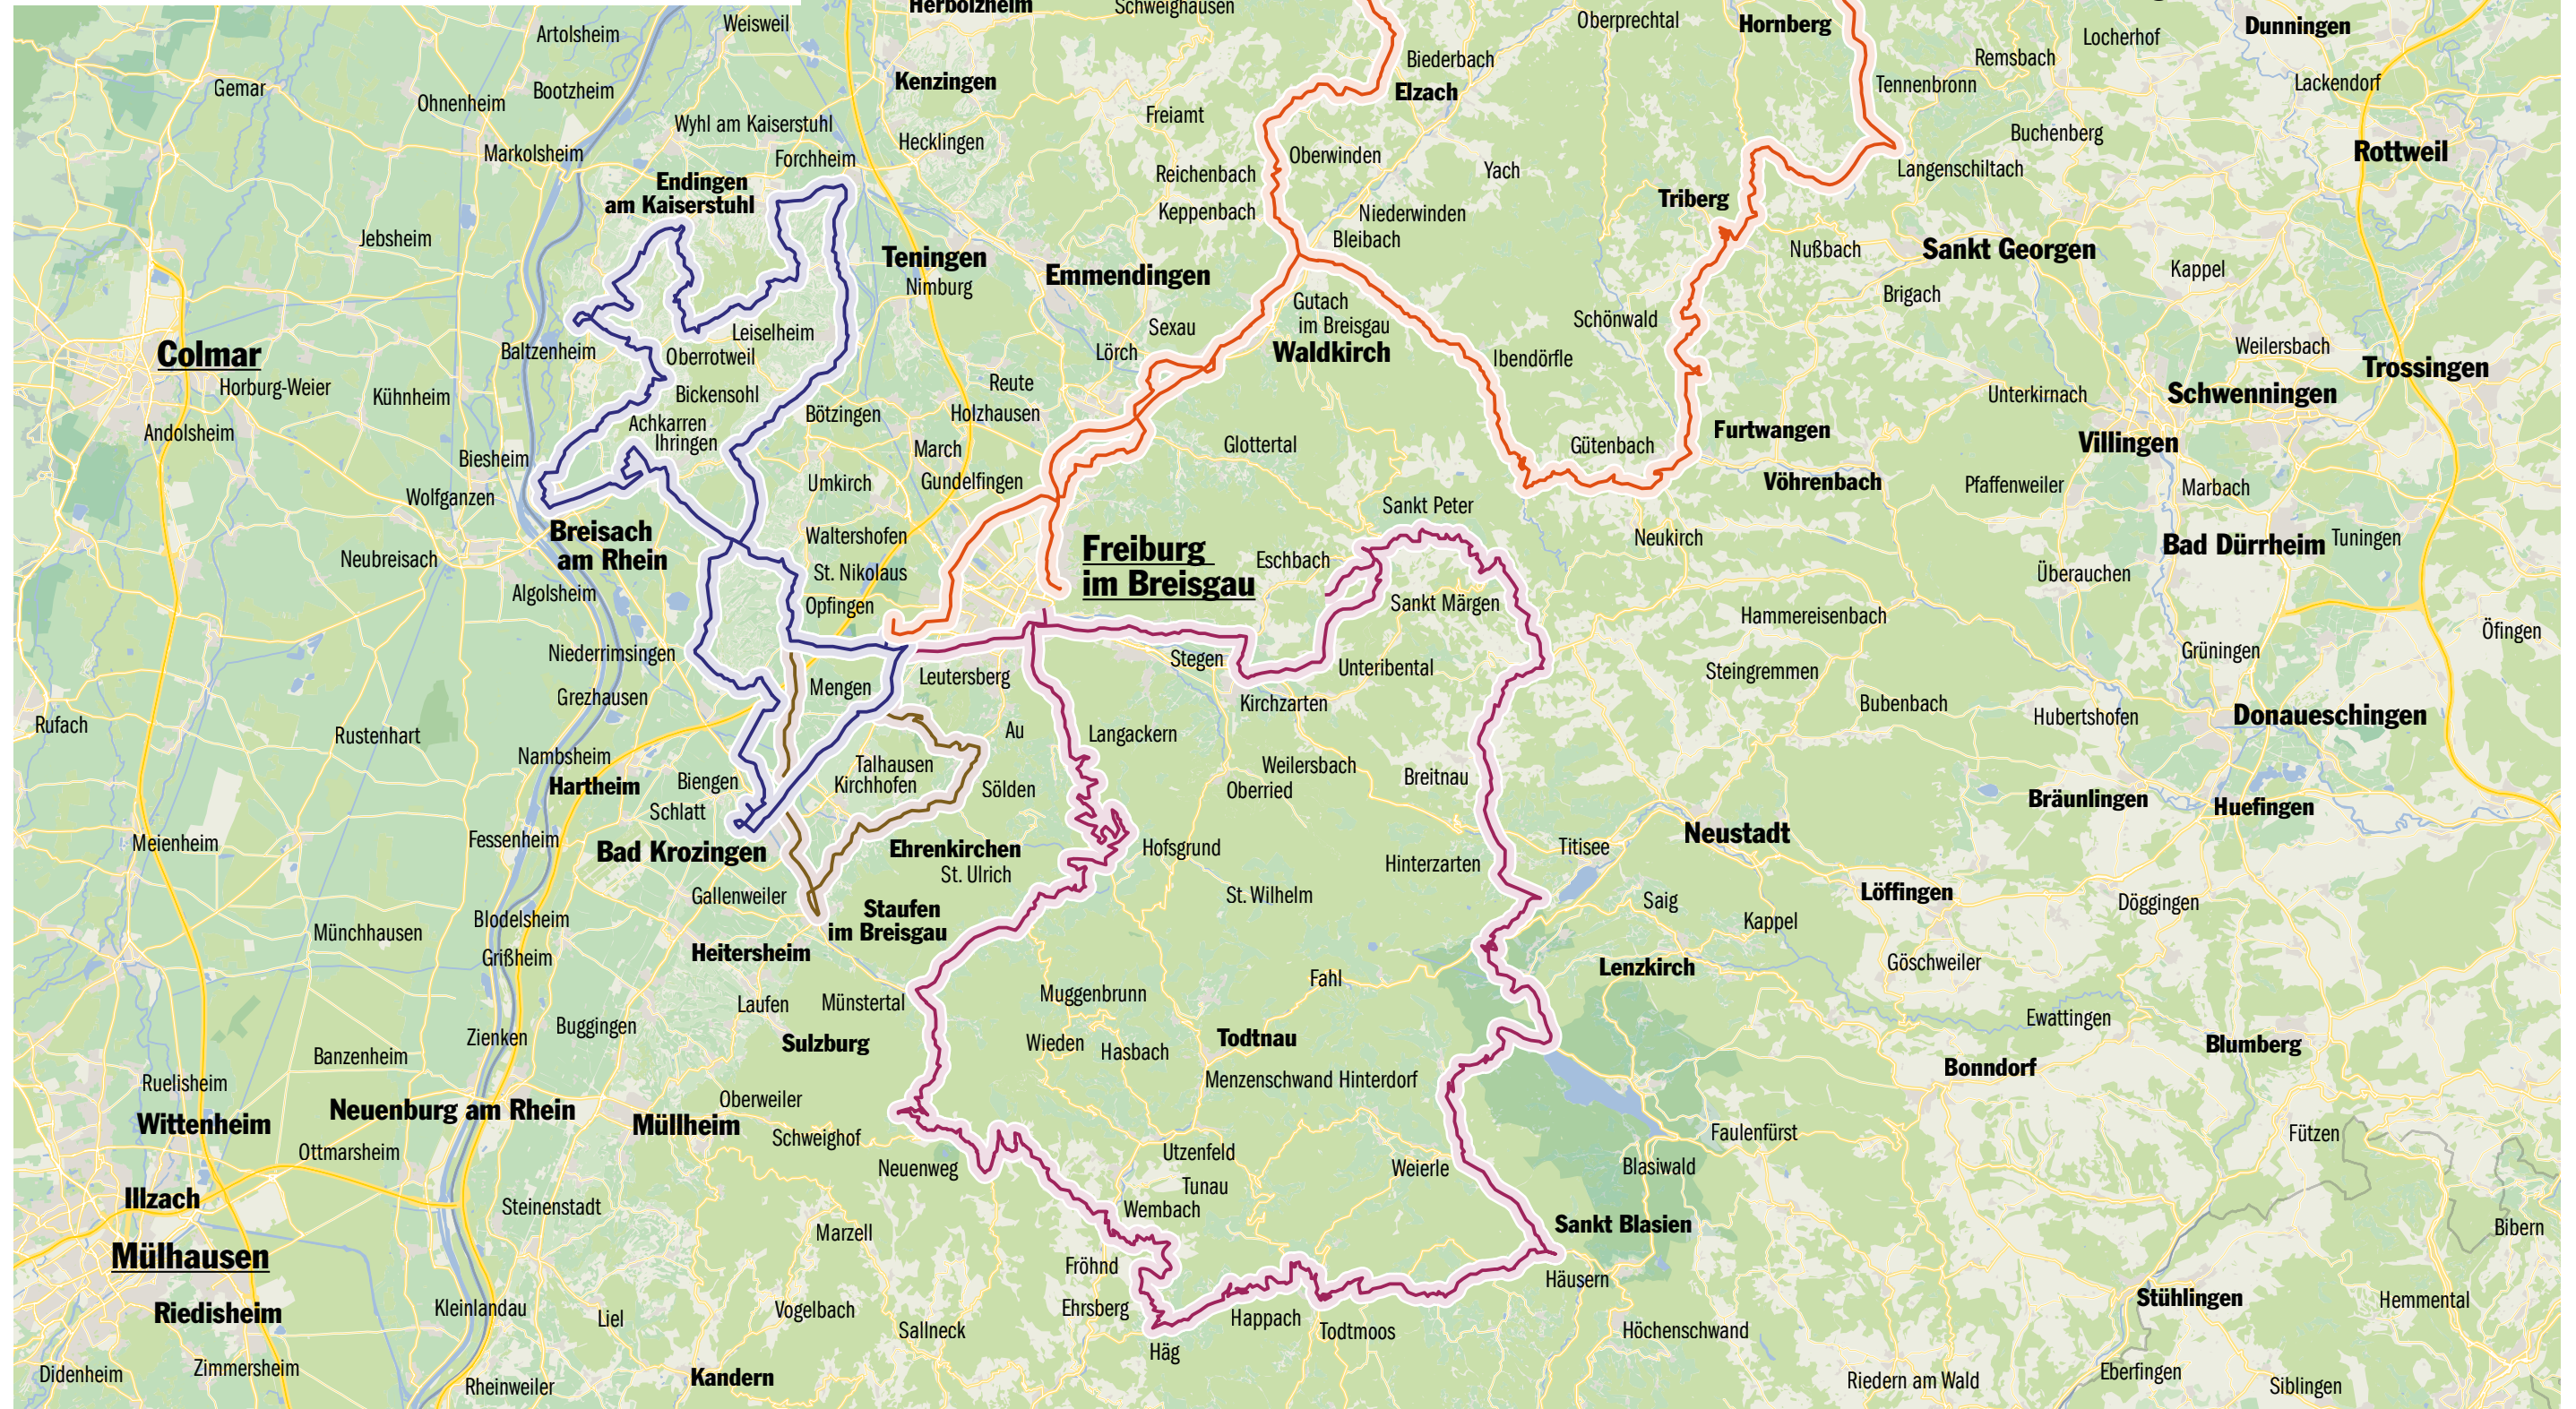 Herbolzheim
Schweighausen
Weisweil
Oberprechtal
Hornberg
Dunningen
Artolsheim
Locherhof
Biederbach
Remsbach
Gemar
Bootzheim
Kenzingen
Elzach
Tennenbronn
Lackendorf
Ohnenheim
Freiamt
Wyhl am Kaiserstuhl
Buchenberg
Hecklingen
Markolsheim
Forchheim
Oberwinden
Rottweil
Reichenbach
Yach
Langenschiltach
Endingen
am Kaiserstuhl
Triberg
Keppenbach
Niederwinden
Jebsheim
Bleibach
Nußbach
Sankt Georgen
Teningen
Nimburg
Emmendingen
Kappel
Brigach
Gutach
im Breisgau
Waldkirch
Schönwald
Sexau
Leiselheim
Colmar
Baltzenheim
Oberrotweil
Lörch
Ibendörfle
Weilersbach
Trossingen
Horburg-Weier
Kühnheim
Bickensohl
Reute
Unterkirnach
Schwenningen
Holzhausen
Bötzingen
Achkarren
Ihringen
Andolsheim
Furtwangen
Villingen
Glottertal
Gütenbach
March
Biesheim
Umkirch
Gundelfingen
Vöhrenbach
Pfaffenweiler
Marbach
Wolfganzen
Sankt Peter
Breisach
am Rhein
Waltershofen
Neukirch
Bad Dürrheim
Tuningen
Freiburg
im Breisgau
Eschbach
Neubreisach
St. Nikolaus
Überauchen
Algolsheim
Opfingen
Sankt Märgen
Hammereisenbach
Öfingen
Niederrimsingen
Stegen
Unteribental
Grüningen
Leutersberg
Steingremmen
Mengen
Grezhausen
Kirchzarten
Bubenbach
Hubertshofen
Donaueschingen
Rufach
Rustenhart
Au
Langackern
Nambsheim
Talhausen
Weilersbach
Breitnau
Hartheim
Biengen
Kirchhofen
Sölden
Oberried
Bräunlingen
Huefingen
Schlatt
Neustadt
Meienheim
Fessenheim
Bad Krozingen
Ehrenkirchen
Hofsgrund
Titisee
Hinterzarten
St. Ulrich
Gallenweiler
St. Wilhelm
Löffingen
Saig
Döggingen
Staufen
im Breisgau
Blodelsheim
Kappel
Münchhausen
Heitersheim
Grißheim
Göschweiler
Lenzkirch
Fahl
Muggenbrunn
Laufen
Münstertal
Ewattingen
Buggingen
Zienken
Sulzburg
Wieden
Hasbach
Todtnau
Blumberg
Banzenheim
Bonndorf
Ruelisheim
Menzenschwand Hinterdorf
Oberweiler
Neuenburg am Rhein
Wittenheim
Müllheim
Schweighof
Faulenfürst
Fützen
Ottmarsheim
Utzenfeld
Neuenweg
Weierle
Blasiwald
Tunau
Illzach
Steinenstadt
Wembach
Sankt Blasien
Bibern
Marzell
Mülhausen
Fröhnd
Häusern
Riedisheim
Kleinlandau
Liel
Vogelbach
Ehrsberg
Happach
Stühlingen
Hemmental
Sallneck
Todtmoos
Höchenschwand
Häg
Didenheim
Zimmersheim
Rheinweiler
Kandern
Riedern am Wald
Eberfingen
Siblingen